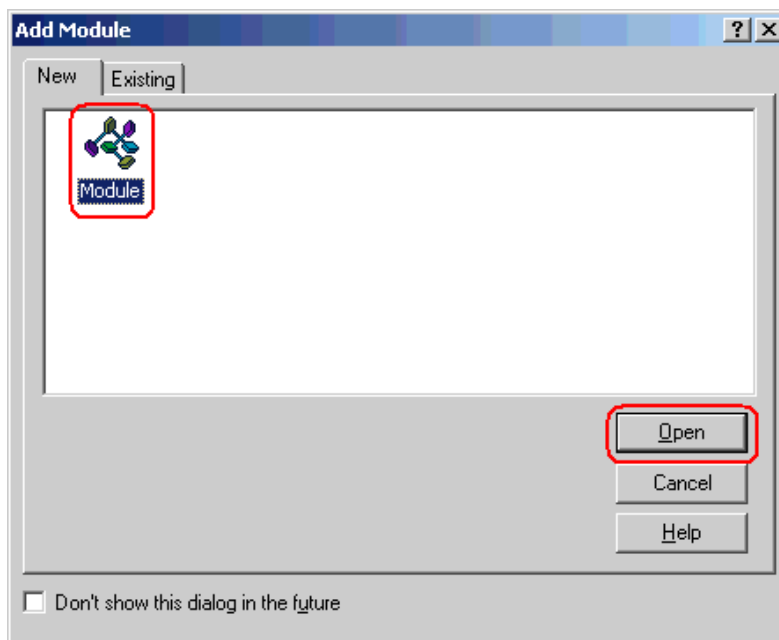 Add Module
New
Existing
Module
Open
Cancel
Help
Don't show this dialog in the future